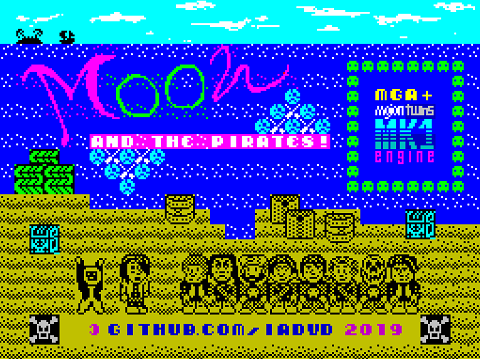 Moon
AND THE PIRATES!
MGA+
mojon twins
MK1
engine
GITHUB.COM/IADVD 2019